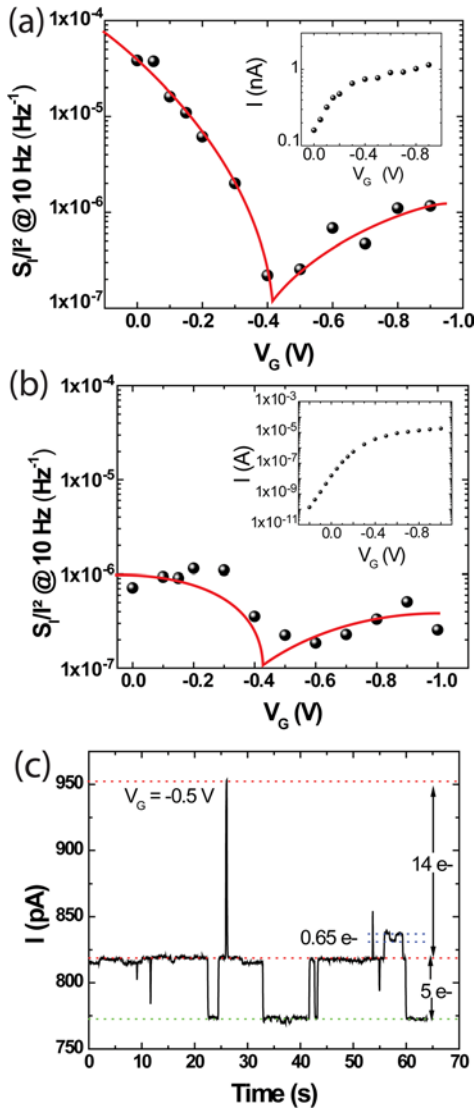 (a)
S_I/I² @ 10 Hz (Hz⁻¹)
1x10⁻⁴
1x10⁻⁵
1x10⁻⁶
1x10⁻⁷
0.0 -0.2 -0.4 -0.6 -0.8 -1.0
V_G (V)
I (nA)
1
0.1
0.0 -0.4 -0.8
V_G (V)
(b)
S_I/I² @ 10 Hz (Hz⁻¹)
1x10⁻⁴
1x10⁻⁵
1x10⁻⁶
1x10⁻⁷
0.0 -0.2 -0.4 -0.6 -0.8 -1.0
V_G (V)
I (A)
1x10⁻³
1x10⁻⁵
1x10⁻⁷
1x10⁻⁹
1x10⁻¹¹
0.0 -0.4 -0.8
V_G (V)
(c)
I (pA)
950
900
850
800
750
V_G = -0.5 V
14 e-
0.65 e-
5 e-
0 10 20 30 40 50 60 70
Time (s)